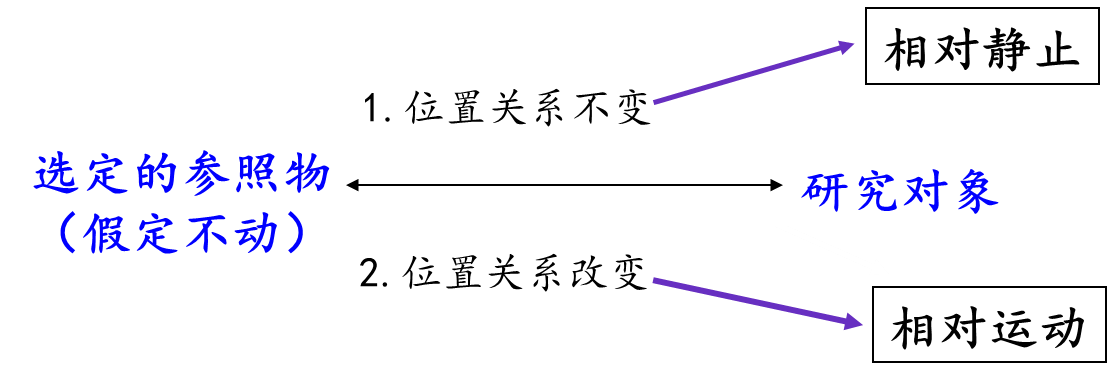 相对静止
1.位置关系不变
选定的参照物
（假定不动）
研究对象
2.位置关系改变
相对运动